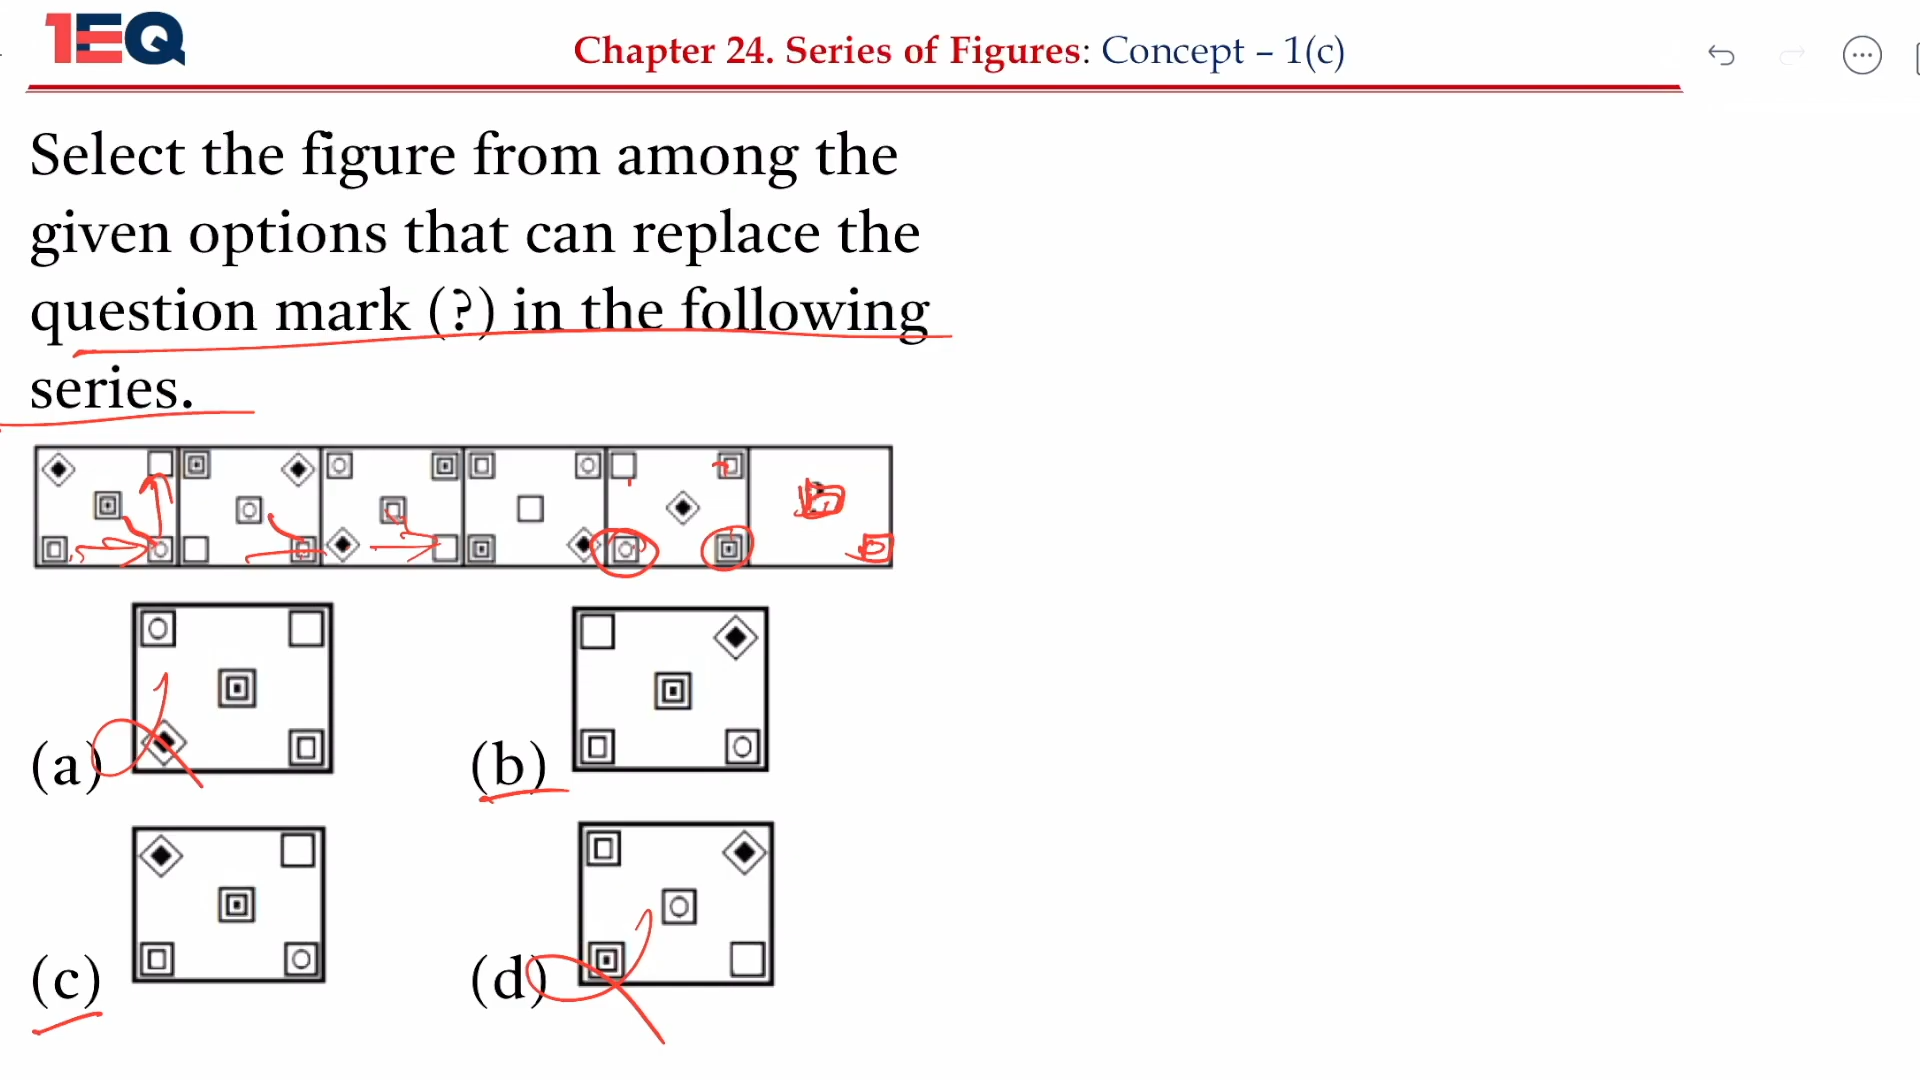 1EQ
Chapter 24. Series of Figures: Concept – 1(c)
Select the figure from among the
given options that can replace the
question mark (?) in the following
series.
(a)
(b)
(c)
(d)